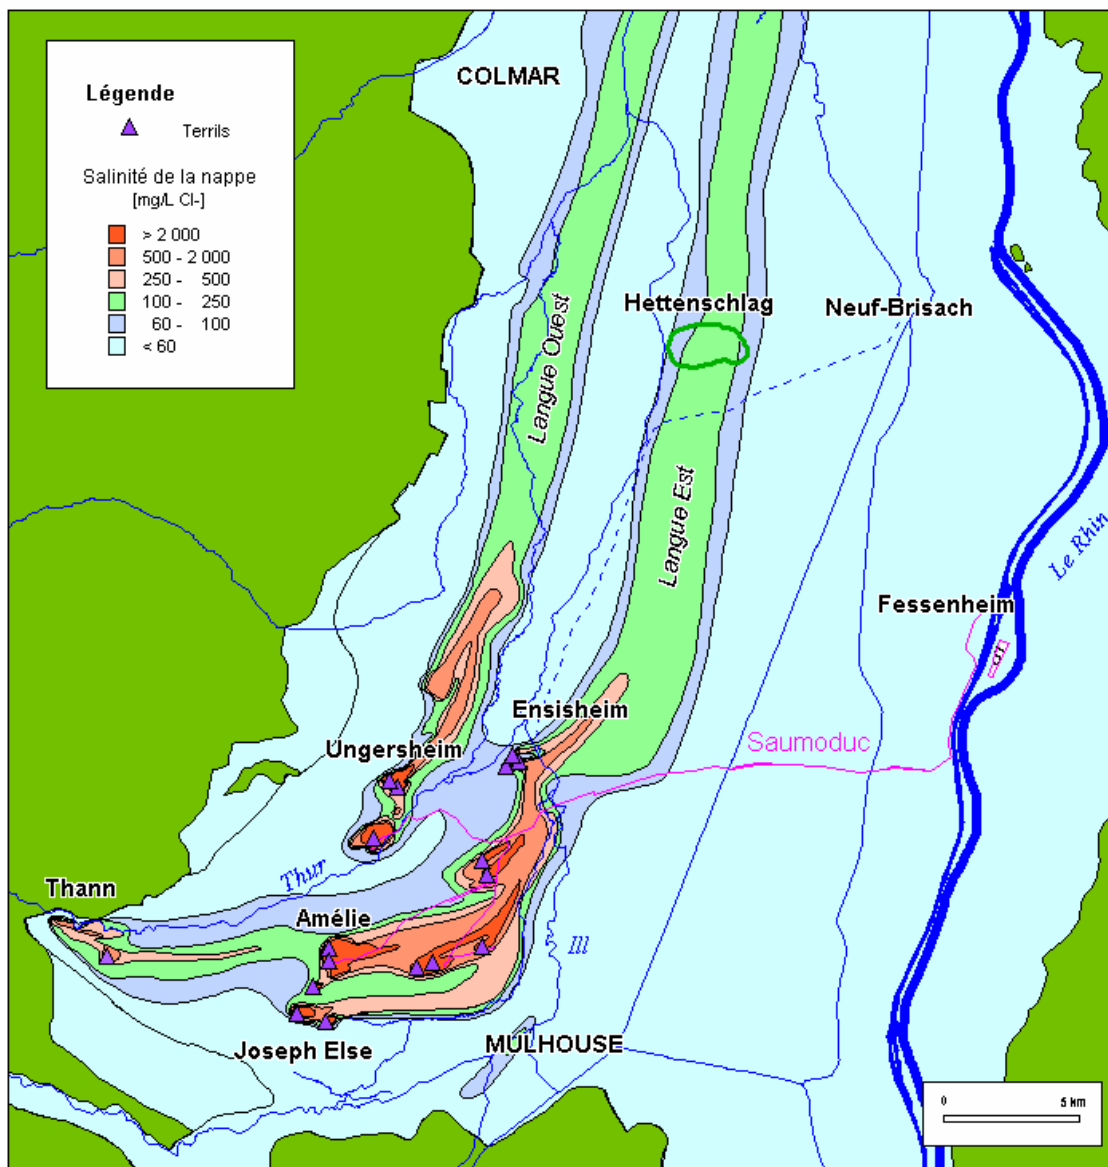 COLMAR
Légende
Terrils
Salinité de la nappe
[mg/L Cl-]
> 2 000
500 - 2 000
250 - 500
100 - 250
60 - 100
< 60
Hettenschlag
Neuf-Brisach
Langue Ouest
Langue Est
Le Rhin
Fessenheim
Ensisheim
Ungersheim
Saumoduc
Thur
Thann
Amélie
Ill
Joseph Else
MULHOUSE
0 5 km